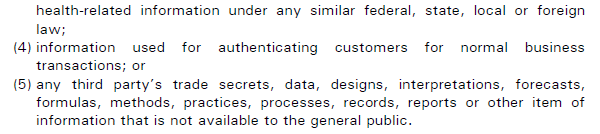 health-related information under any similar federal, state, local or foreign
law;
(4) information used for authenticating customers for normal business
transactions; or
(5) any third party's trade secrets, data, designs, interpretations, forecasts,
formulas, methods, practices, processes, records, reports or other item of
information that is not available to the general public.